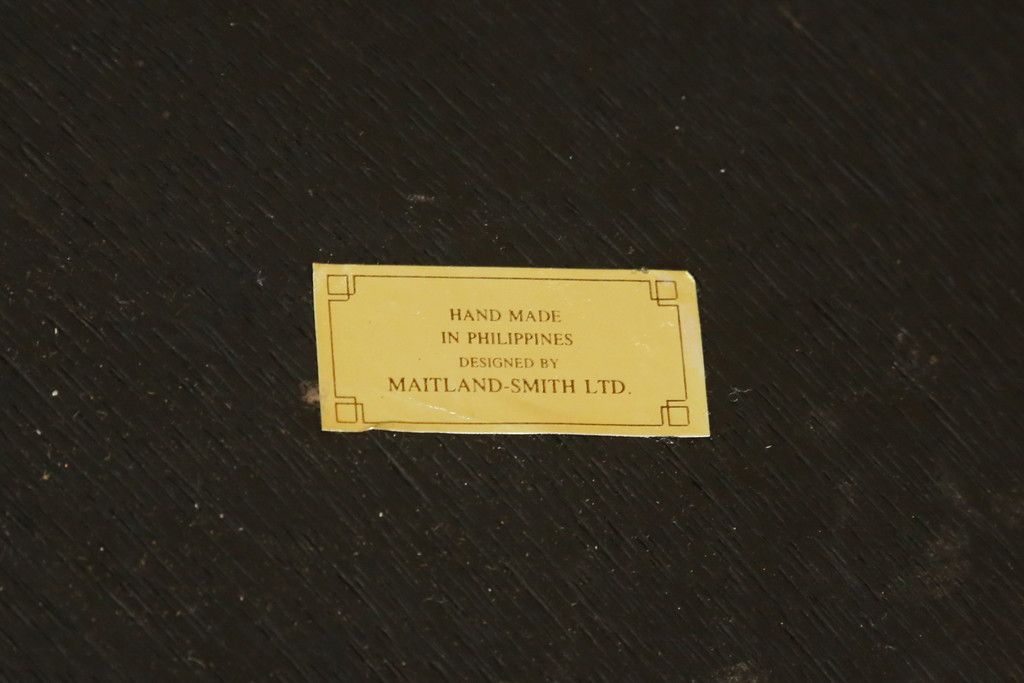 HAND MADE
IN PHILIPPINES
DESIGNED BY
MAITLAND-SMITH LTD.